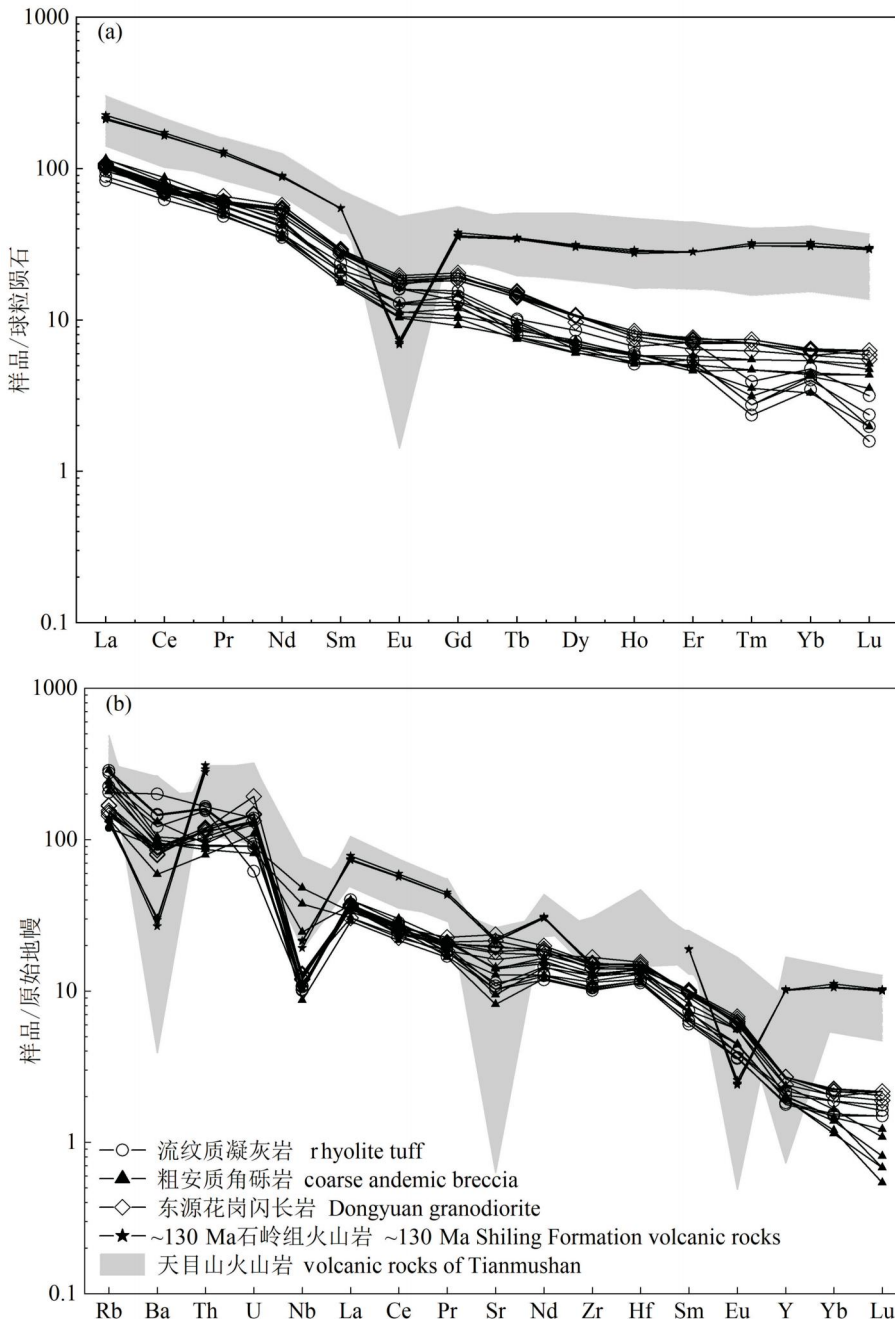 (a)
1000
100
10
1
0.1
样品/球粒陨石
La Ce Pr Nd Sm Eu Gd Tb Dy Ho Er Tm Yb Lu
(b)
1000
100
10
1
0.1
样品/原始地幔
流纹质凝灰岩 rhyolite tuff
粗安质角砾岩 coarse andemic breccia
东源花岗闪长岩 Dongyuan granodiorite
~130 Ma石岭组火山岩 ~130 Ma Shiling Formation volcanic rocks
天目山火山岩 volcanic rocks of Tianmushan
Rb Ba Th U Nb La Ce Pr Sr Nd Zr Hf Sm Eu Y Yb Lu